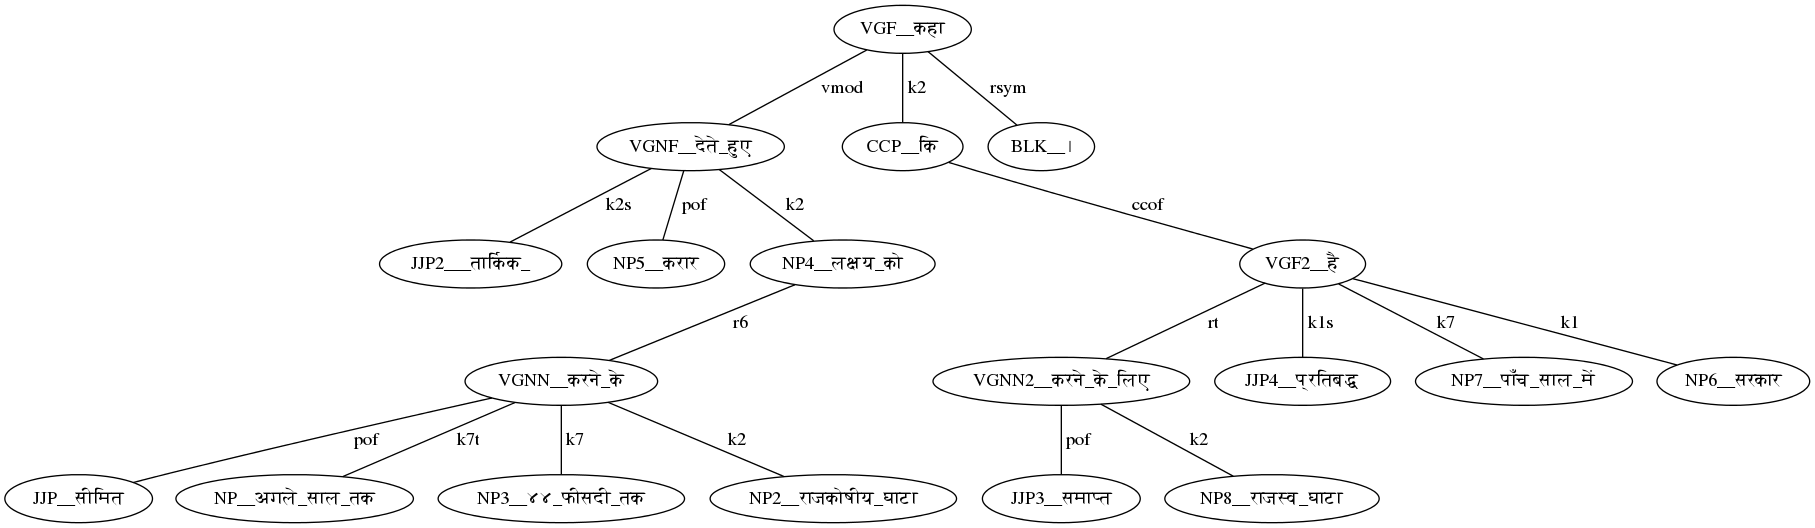 VGF__कहा
vmod k2 rsym
VGNF__देते_हुए CCP__कि BLK__।
k2s pof k2 ccof
JJP2___तार्किक_ NP5__करार NP4__लक्षय_को VGF2__है
r6 rt k1s k7 k1
VGNN__करने_के VGNN2__करने_के_लिए JJP4__प्रतिबद्ध NP7__पाँच_साल_में NP6__सरकार
pof k7t k7 k2 pof k2
JJP__सीमित NP__अगले_साल_तक NP3__४४_फीसदी_तक NP2__राजकोषीय_घाटा JJP3__समाप्त NP8__राजस्व_घाटा